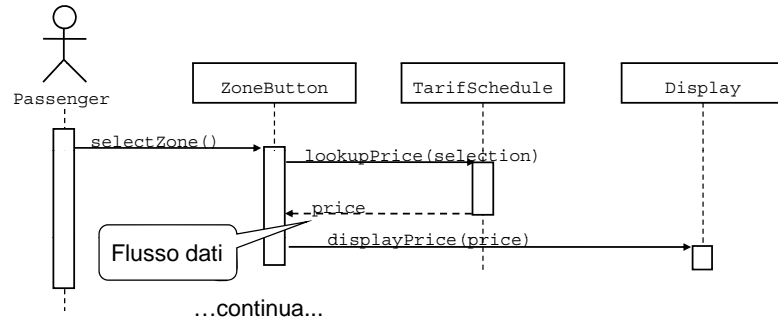 ZoneButton
TarifSchedule
Display
Passenger
selectZone()
lookupPrice(selection)
price
Flusso dati
displayPrice(price)
…continua...